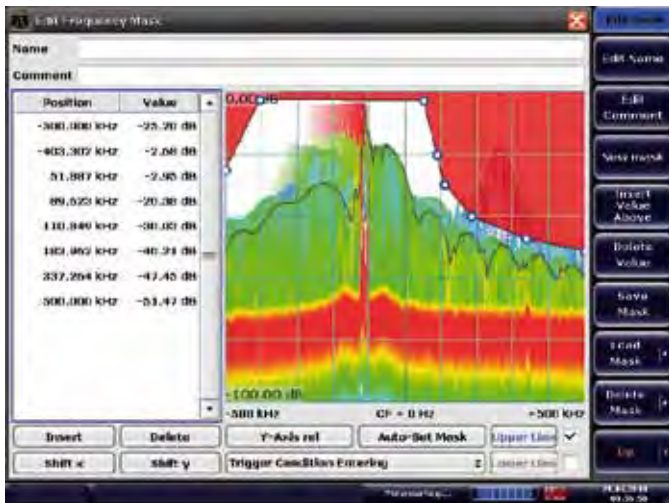 Edit Frequency Mask
Name
Comment
Position Value
-500.000 kHz -25.20 dB
-403.302 kHz -2.68 dB
51.887 kHz -2.95 dB
89.623 kHz -20.38 dB
110.849 kHz -30.03 dB
183.962 kHz -40.21 dB
337.264 kHz -47.45 dB
500.000 kHz -51.47 dB
0.00 dB
-100.00 dB
-500 kHz CF = 0 Hz +500 kHz
Insert Delete Y-Axis rel Auto-Set Mask Upper Line
Shift x Shift y Trigger Condition Entering Lower Line
Edit Name
Edit
Comment
New Mask
Insert
Value
Above
Delete
Value
Save
Mask
Load
Mask
Delete
Mask
Up
Measuring...